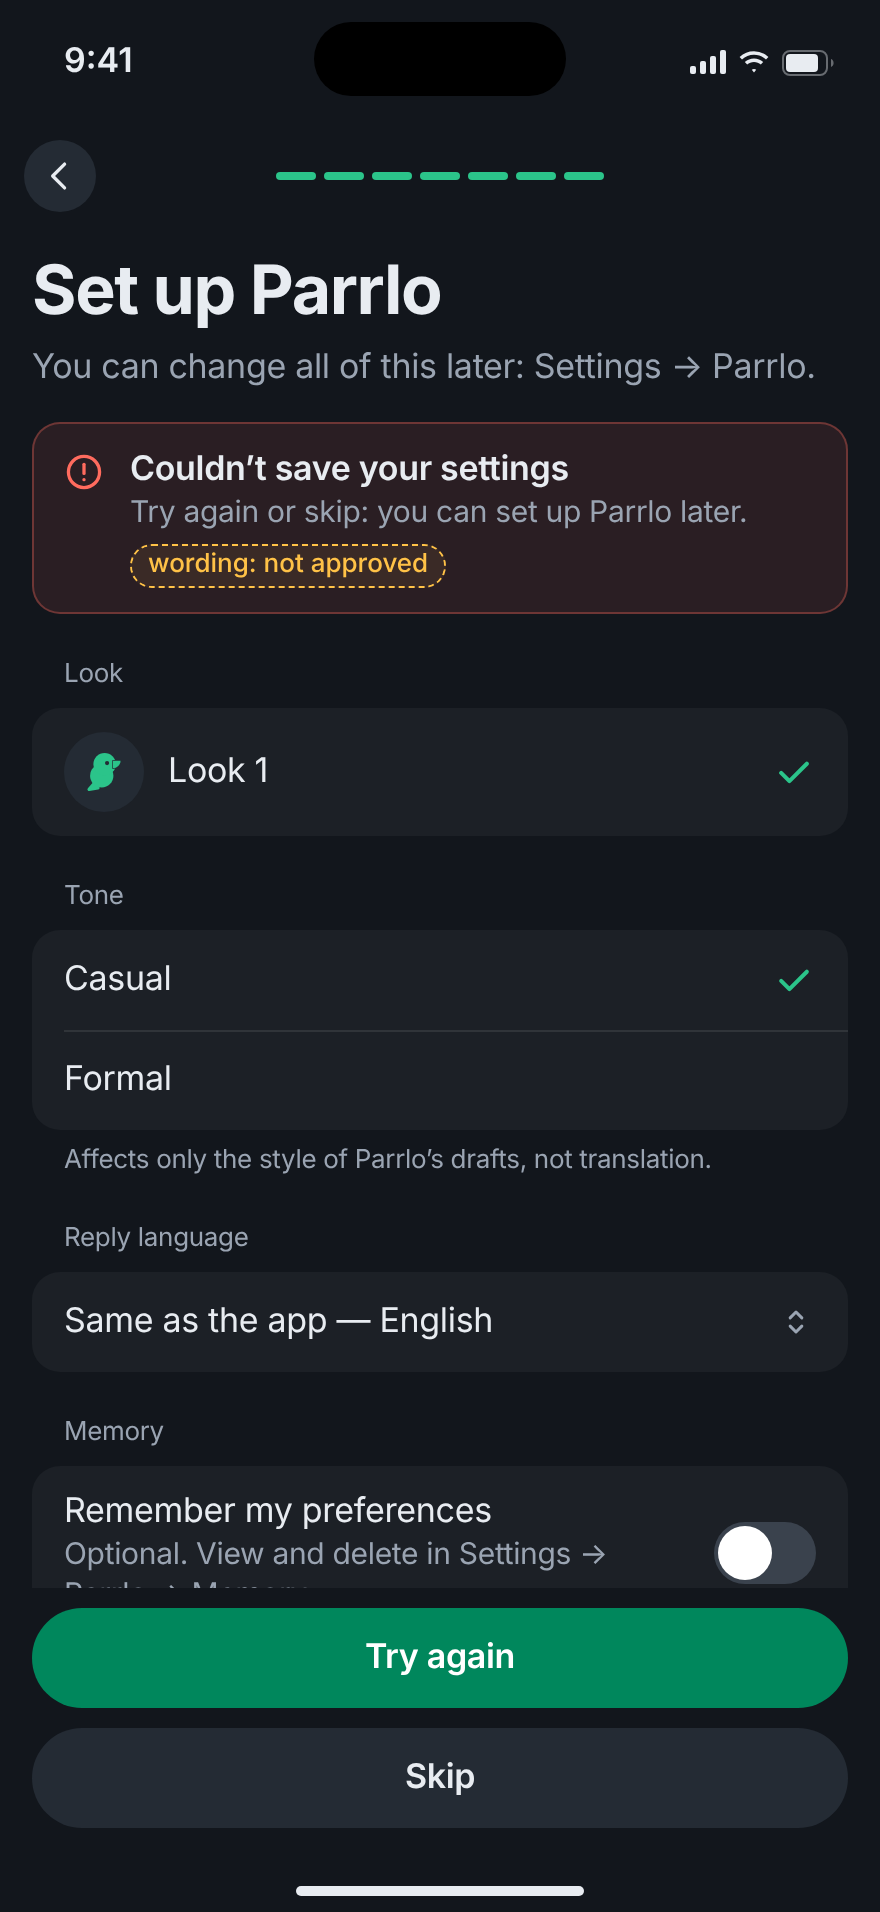 9:41
Set up Parrlo
You can change all of this later: Settings → Parrlo.
Couldn’t save your settings
Try again or skip: you can set up Parrlo later.
wording: not approved
Look
Look 1
Tone
Casual
Formal
Affects only the style of Parrlo’s drafts, not translation.
Reply language
Same as the app — English
Memory
Remember my preferences
Optional. View and delete in Settings →
Try again
Skip